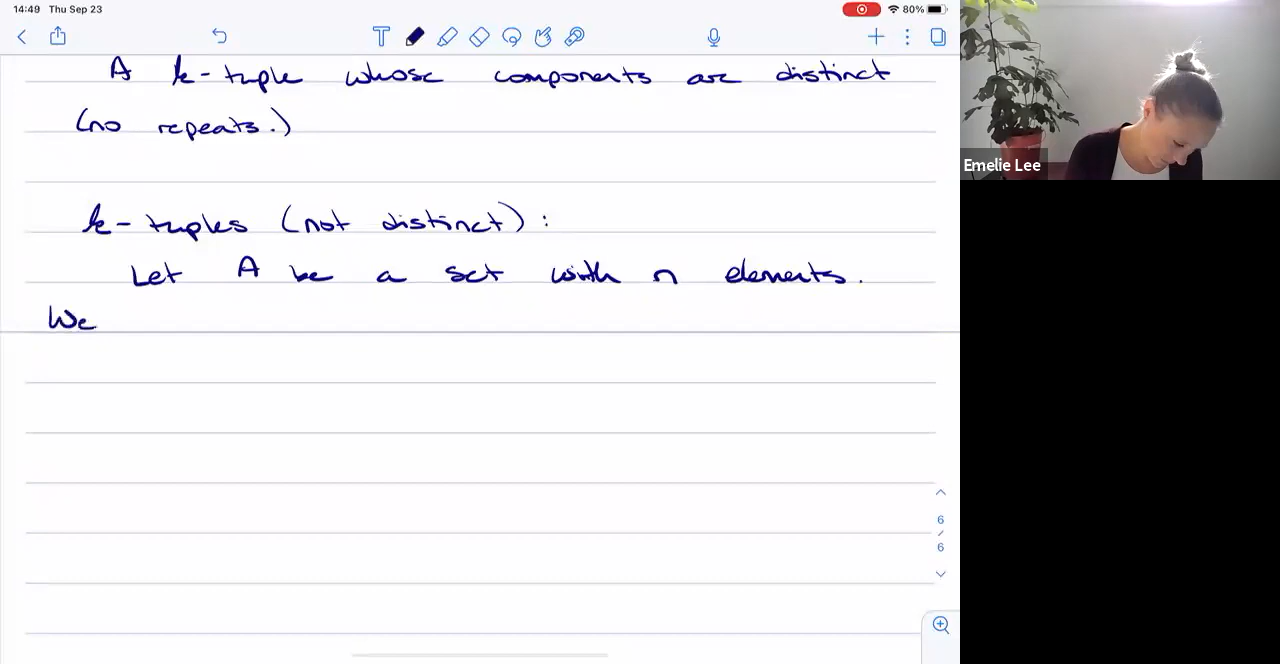 14:49 Thu Sep 23
80%
A k-tuple whose components are distinct
(no repeats.)
k-tuples (not distinct):
Let A be a set with n elements.
We
6
6
Emelie Lee